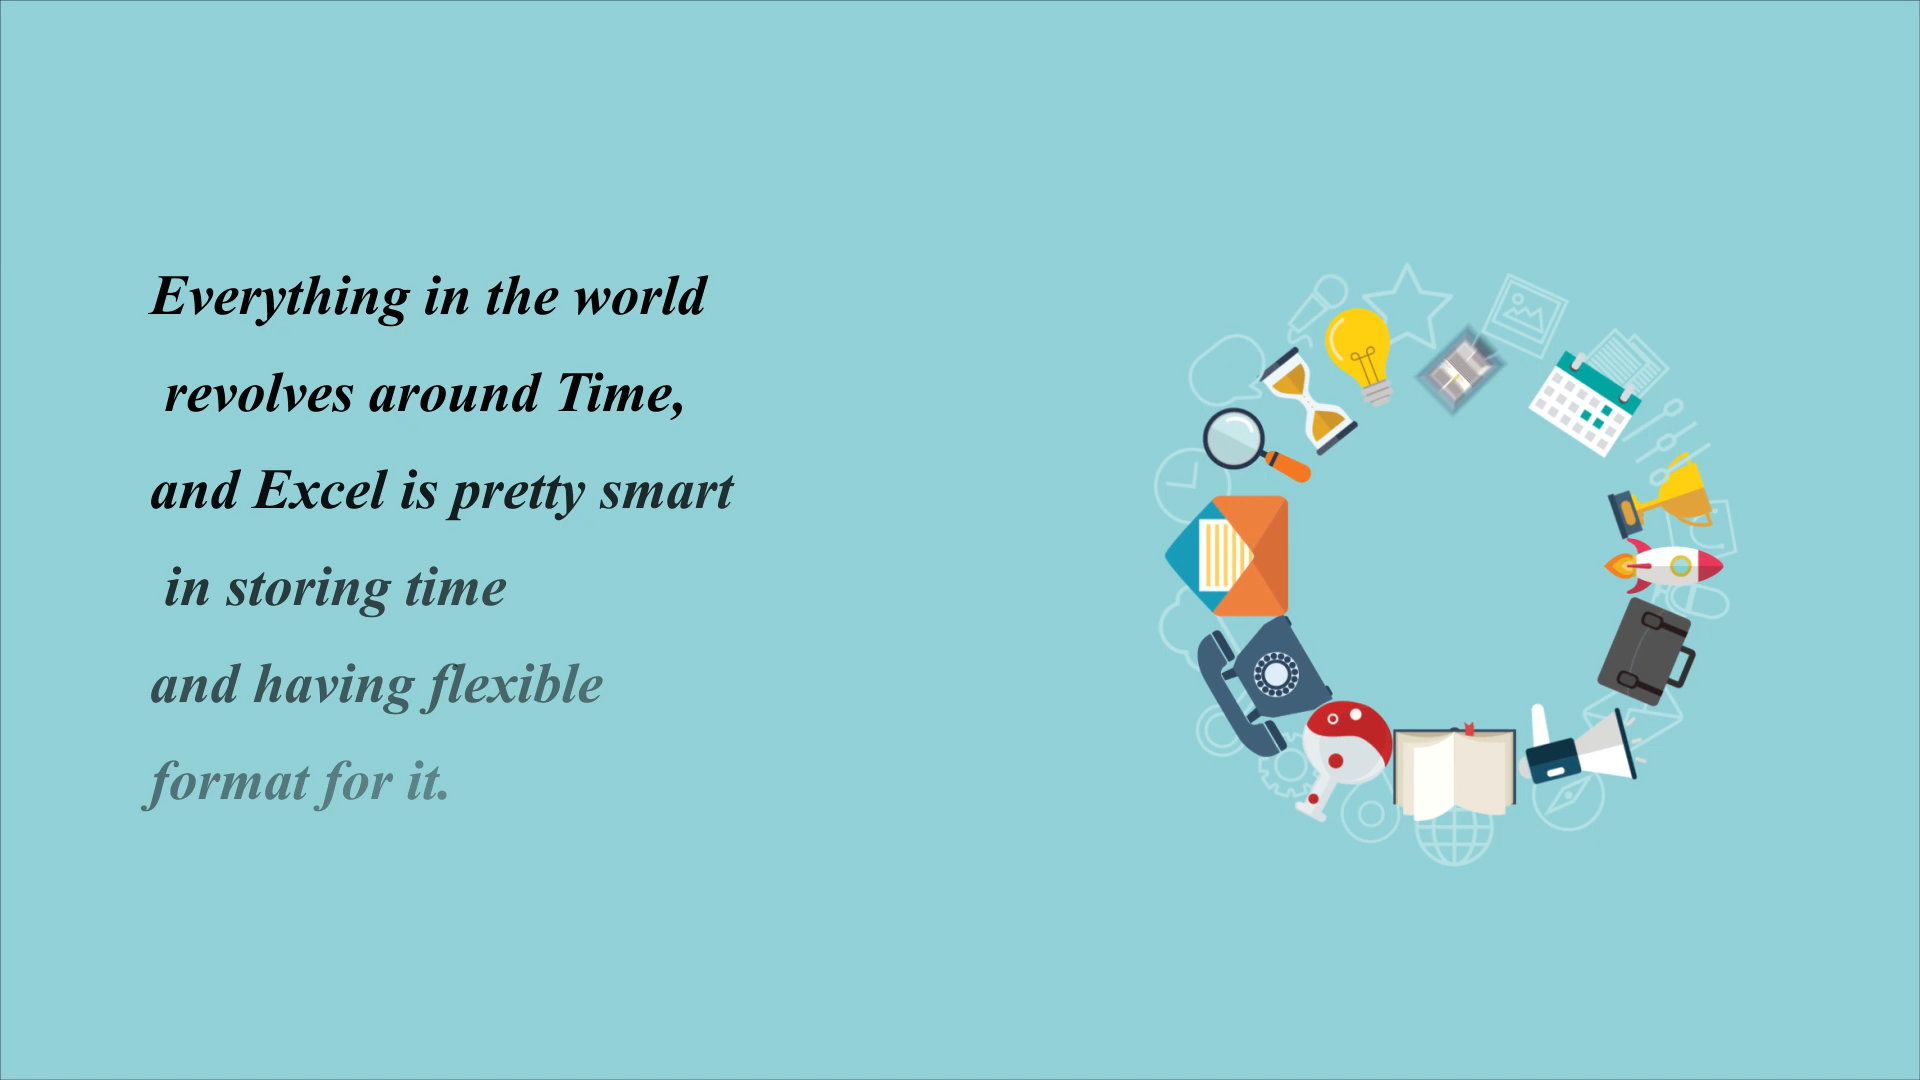 Everything in the world
revolves around Time,
and Excel is pretty smart
in storing time
and having flexible
format for it.